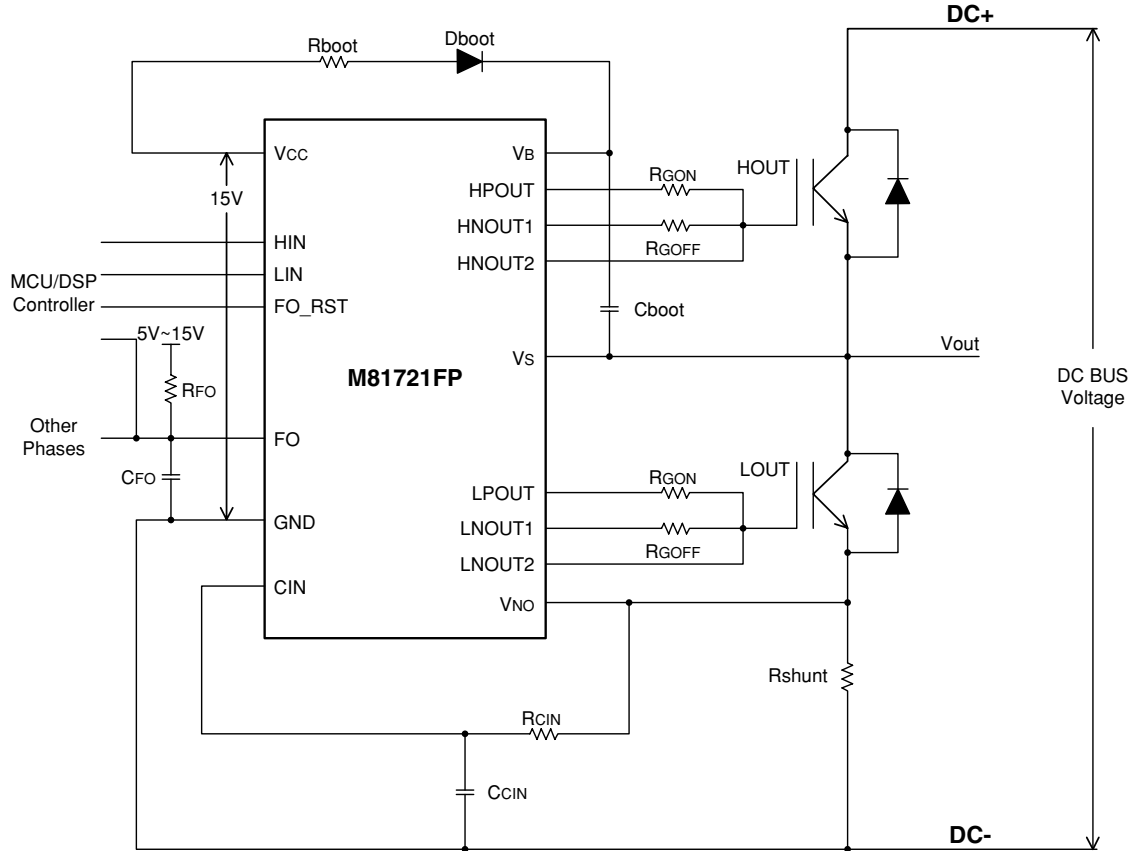 DC+
Rboot
Dboot
VCC
VB
15V
HPOUT
RGON
HOUT
HNOUT1
RGOFF
HIN
HNOUT2
LIN
MCU/DSP
Controller
FO_RST
Cboot
5V~15V
VS
Vout
M81721FP
DC BUS
Voltage
RFO
Other
Phases
FO
CFO
LPOUT
RGON
LOUT
GND
LNOUT1
RGOFF
LNOUT2
CIN
VNO
Rshunt
RCIN
CCIN
DC-